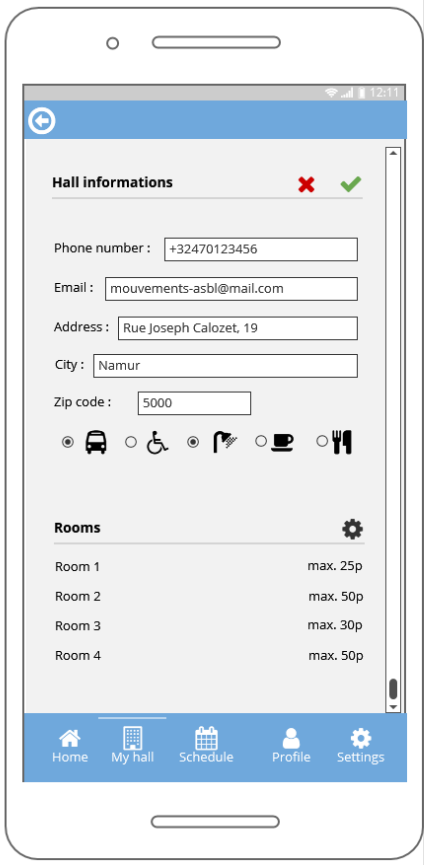 12:11
Hall informations
Phone number : +32470123456
Email : mouvements-asbl@mail.com
Address : Rue Joseph Calozet, 19
City : Namur
Zip code : 5000
Rooms
Room 1 max. 25p
Room 2 max. 50p
Room 3 max. 30p
Room 4 max. 50p
Home My hall Schedule Profile Settings